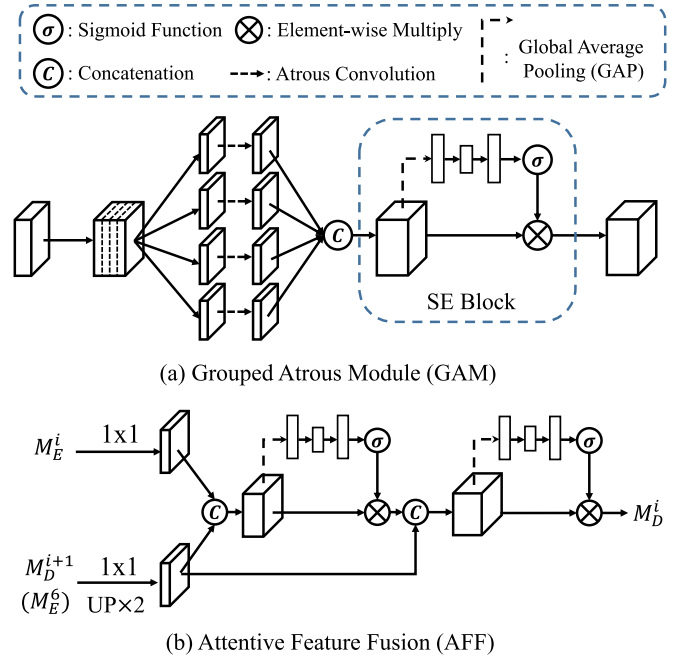 σ : Sigmoid Function
⊗ : Element-wise Multiply
C : Concatenation
: Atrous Convolution
: Global Average
Pooling (GAP)
σ
C
SE Block
(a) Grouped Atrous Module (GAM)
M_E^i 1x1
σ
σ
C
C
M_D^i
M_D^{i+1} 1x1
(M_E^6) UP×2
(b) Attentive Feature Fusion (AFF)